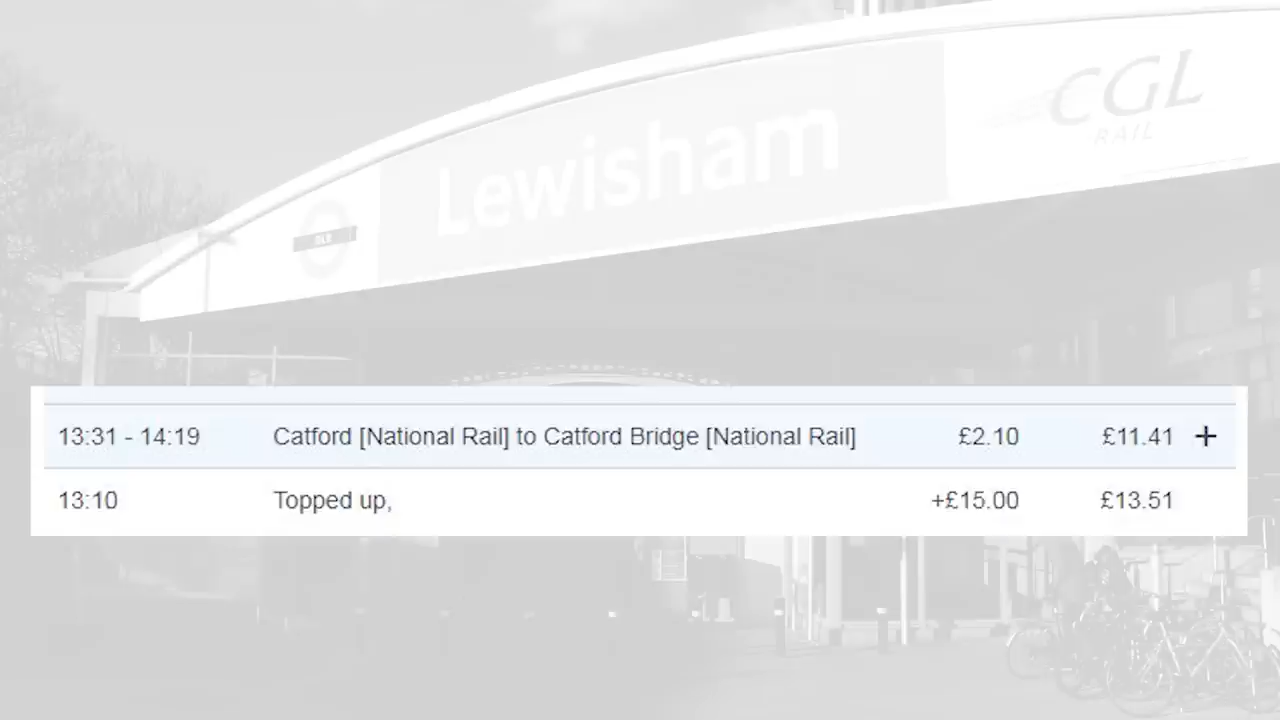 Lewisham
CGL
RAIL
DLR
13:31 - 14:19 Catford [National Rail] to Catford Bridge [National Rail] £2.10 £11.41 +
13:10 Topped up, +£15.00 £13.51